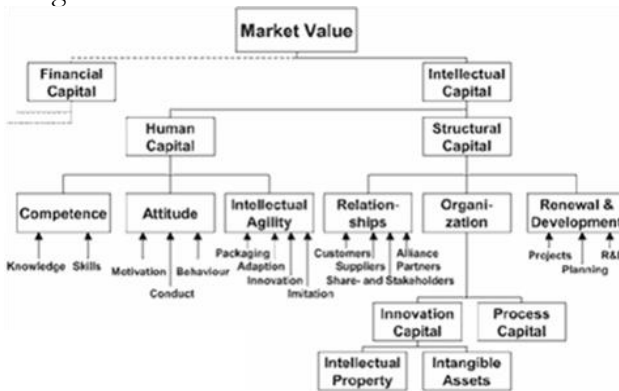 Market Value
Financial
Capital
Intellectual
Capital
Human
Capital
Structural
Capital
Competence
Attitude
Intellectual
Agility
Relation-
ships
Organi-
zation
Renewal &
Development
Knowledge
Skills
Motivation
Conduct
Behaviour
Packaging
Adaption
Innovation
Imitation
Customers
Suppliers
Share- and Stakeholders
Alliance
Partners
Projects
Planning
Innovation
Capital
Process
Capital
Intellectual
Property
Intangible
Assets